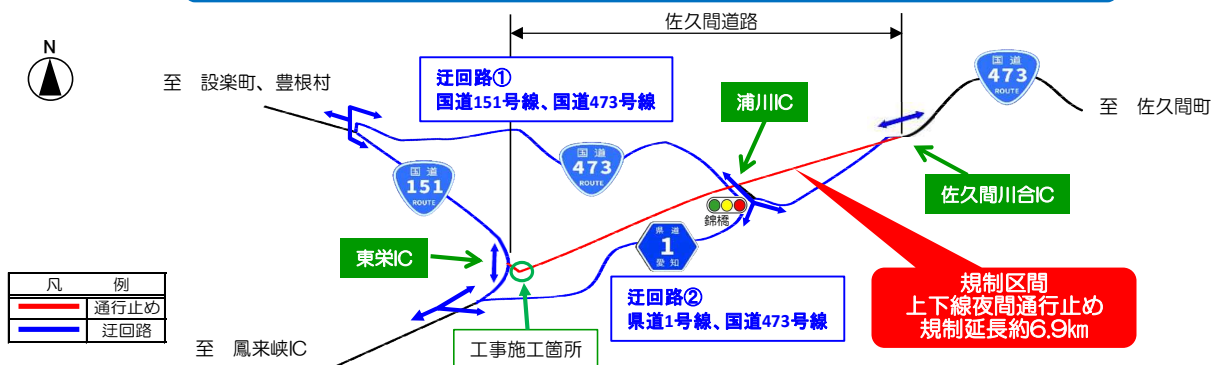 佐久間道路
N
至 設楽町、豊根村
迂回路①
国道151号線、国道473号線
浦川IC
国道
473
ROUTE
至 佐久間町
国道
473
ROUTE
国道
151
ROUTE
佐久間川合IC
錦橋
東栄IC
県道
1
愛知
凡 例
通行止め
迂回路
迂回路②
県道1号線、国道473号線
規制区間
上下線夜間通行止め
規制延長約6.9km
至 鳳来峡IC
工事施工箇所